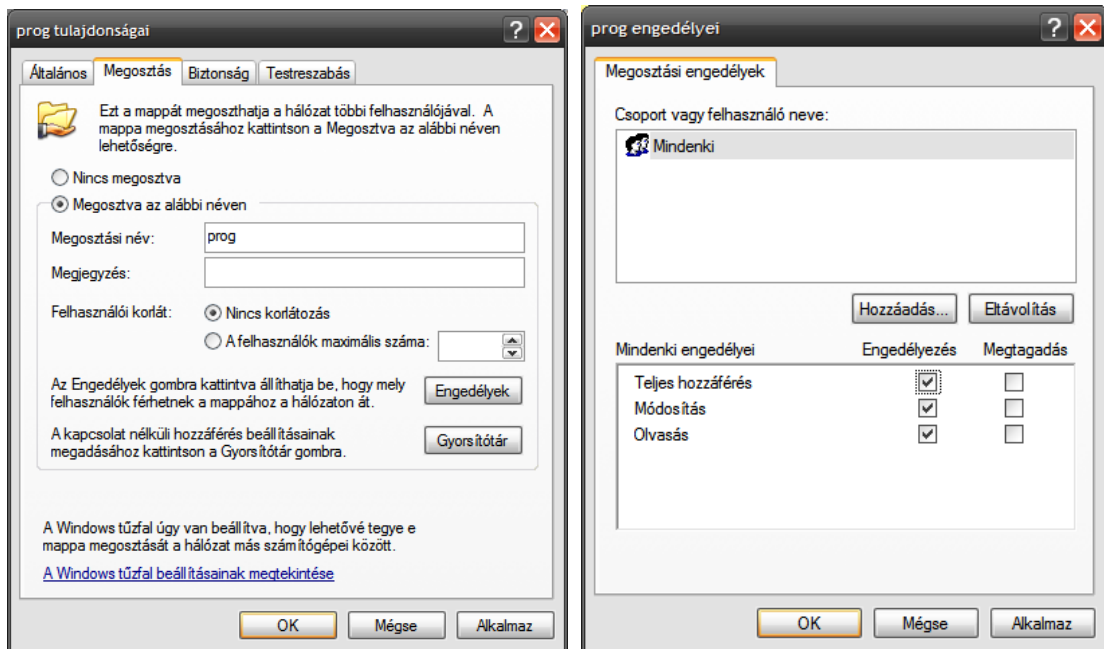 prog tulajdonságai
Általános Megosztás Biztonság Testreszabás
Ezt a mappát megoszthatja a hálózat többi felhasználójával. A
mappa megosztásához kattintson a Megosztva az alábbi néven
lehetőségre.
Nincs megosztva
Megosztva az alábbi néven
Megosztási név: prog
Megjegyzés:
Felhasználói korlát: Nincs korlátozás
A felhasználók maximális száma:
Az Engedélyek gombra kattintva állíthatja be, hogy mely
felhasználók férhetnek a mappához a hálózaton át.
Engedélyek
A kapcsolat nélküli hozzáférés beállításainak
megadásához kattintson a Gyorsítótár gombra.
Gyorsítótár
A Windows tűzfal úgy van beállítva, hogy lehetővé tegye e
mappa megosztását a hálózat más számítógépei között.
A Windows tűzfal beállításainak megtekintése
OK Mégse Alkalmaz
prog engedélyei
Megosztási engedélyek
Csoport vagy felhasználó neve:
Mindenki
Hozzáadás... Eltávolítás
Mindenki engedélyei Engedélyezés Megtagadás
Teljes hozzáférés
Módosítás
Olvasás
OK Mégse Alkalmaz